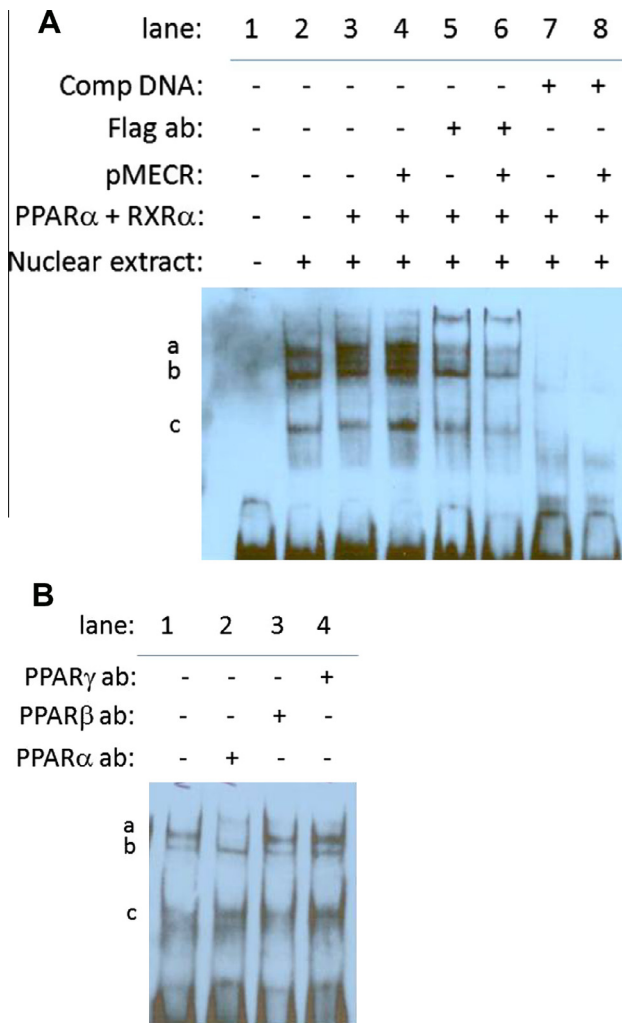 A
lane: 1 2 3 4 5 6 7 8
Comp DNA: - - - - - - + +
Flag ab: - - - - + + - -
pMECR: - - - + - + - +
PPARα + RXRα: - - + + + + + +
Nuclear extract: - + + + + + + +
a
b
c
B
lane: 1 2 3 4
PPARγ ab: - - - +
PPARβ ab: - - + -
PPARα ab: - + - -
a
b
c